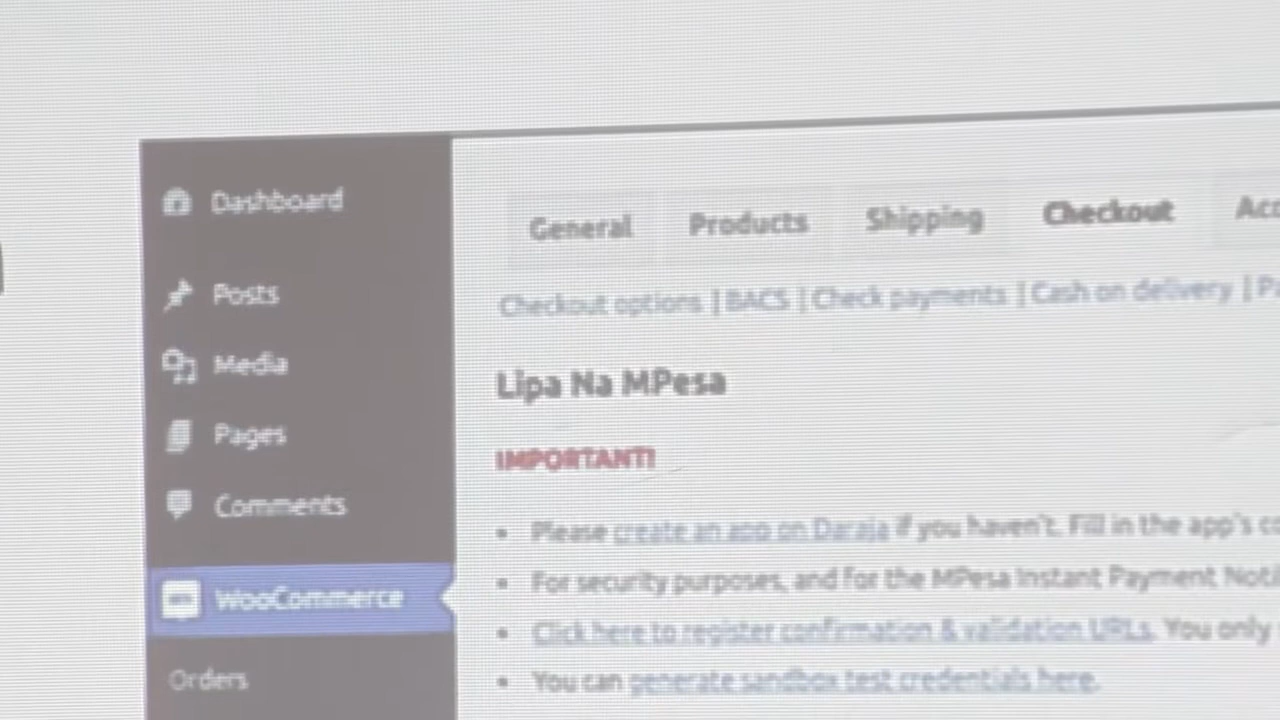 Dashboard
Posts
Media
Pages
Comments
WooCommerce
Orders
General Products Shipping Checkout
Checkout options | BACS | Check payments | Cash on delivery |
Lipa Na MPesa
IMPORTANT!
Please create an app on Daraja if you haven't. Fill in the app's
For security purposes, and for the MPesa Instant Payment
Click here to register confirmation & validation URLs. You only
You can generate sandbox test credentials here.